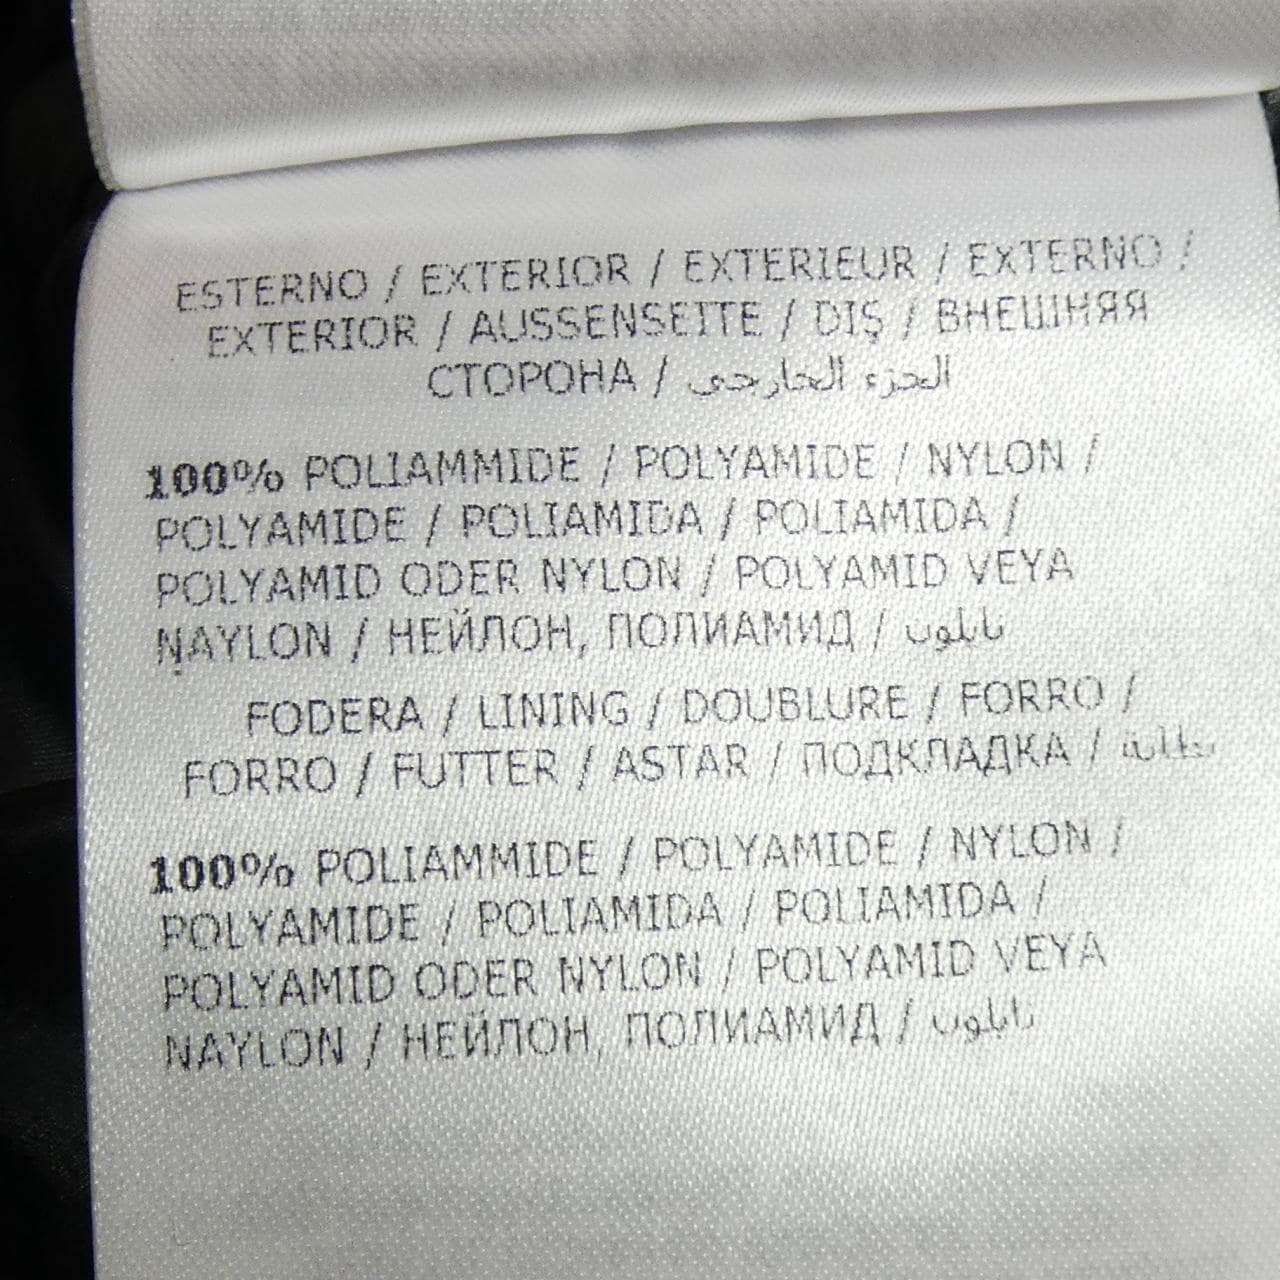 ESTERNO / EXTERIOR / EXTERIEUR / EXTERNO /
EXTERIOR / AUSSENSEITE / DIŞ / ВНЕШНЯЯ
СТОРОНА / الجزء الخارجي
100% POLIAMMIDE / POLYAMIDE / NYLON /
POLYAMIDE / POLIAMIDA / POLIAMIDA /
POLYAMID ODER NYLON / POLYAMID VEYA
NAYLON / НЕЙЛОН, ПОЛИАМИД / نايلون
FODERA / LINING / DOUBLURE / FORRO /
FORRO / FUTTER / ASTAR / ПОДКЛАДКА / بطانة
100% POLIAMMIDE / POLYAMIDE / NYLON /
POLYAMIDE / POLIAMIDA / POLIAMIDA /
POLYAMID ODER NYLON / POLYAMID VEYA
NAYLON / НЕЙЛОН, ПОЛИАМИД / نايلون